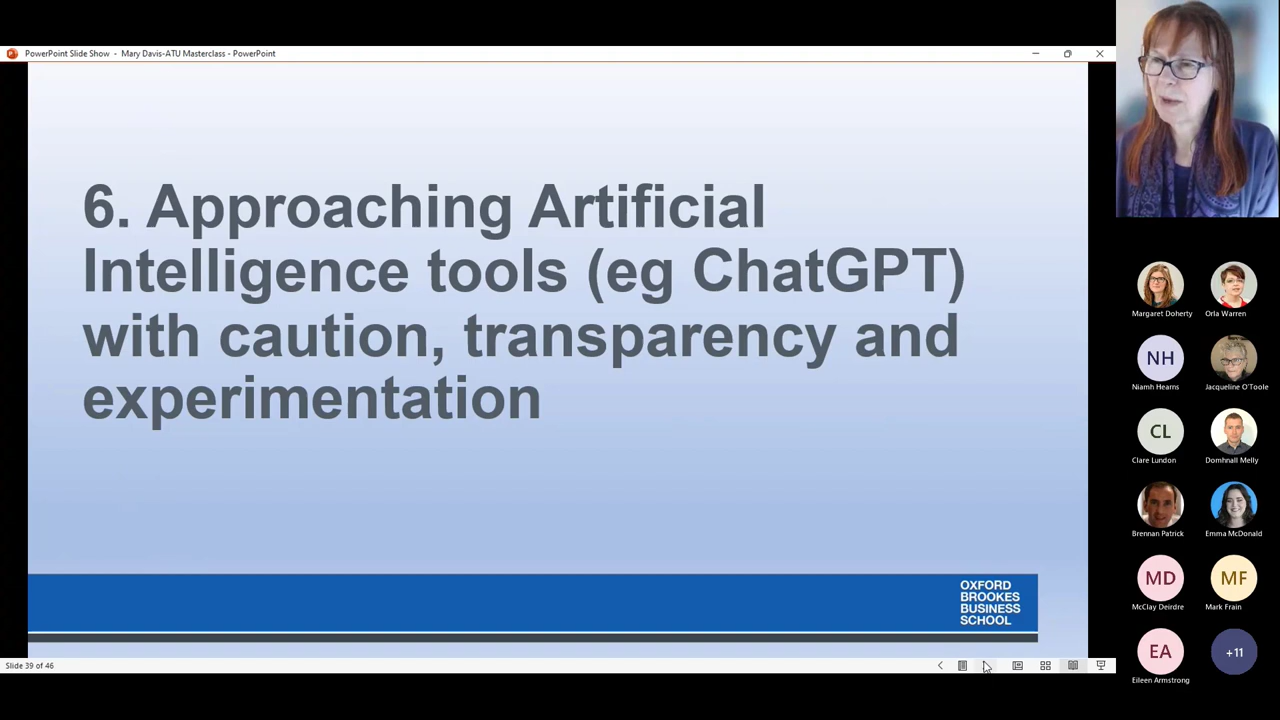 PowerPoint Slide Show - Mary Davis-ATU Masterclass - PowerPoint
6. Approaching Artificial
Intelligence tools (eg ChatGPT)
with caution, transparency and
experimentation
OXFORD
BROOKES
BUSINESS
SCHOOL
Slide 39 of 46
Margaret Doherty
Orla Warren
NH
Niamh Hearns
Jacqueline O'Toole
CL
Clare Lundon
Domhnall Melly
Brennan Patrick
Emma McDonald
MD
McClay Deirdre
MF
Mark Frain
EA
Eileen Armstrong
+11